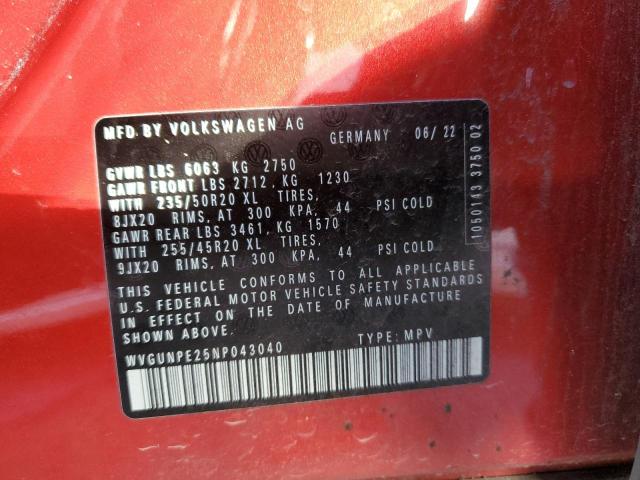 MFD.BY VOLKSWAGEN AG GERMANY 06/22
GVWR LBS 6063 KG 2750
GAWR FRONT LBS 2712, KG 1230
WITH 235/50R20 XL TIRES,
8JX20 RIMS, AT 300 KPA, 44 PSI COLD
GAWR REAR LBS 3461, KG 1570
WITH 255/45R20 XL TIRES,
9JX20 RIMS, AT 300 KPA, 44 PSI COLD
THIS VEHICLE CONFORMS TO ALL APPLICABLE
U.S. FEDERAL MOTOR VEHICLE SAFETY STANDARDS
IN EFFECT ON THE DATE OF MANUFACTURE
SHOWN ABOVE.
WVGUNPE25NP043040 TYPE: MPV
1050113 3750 02